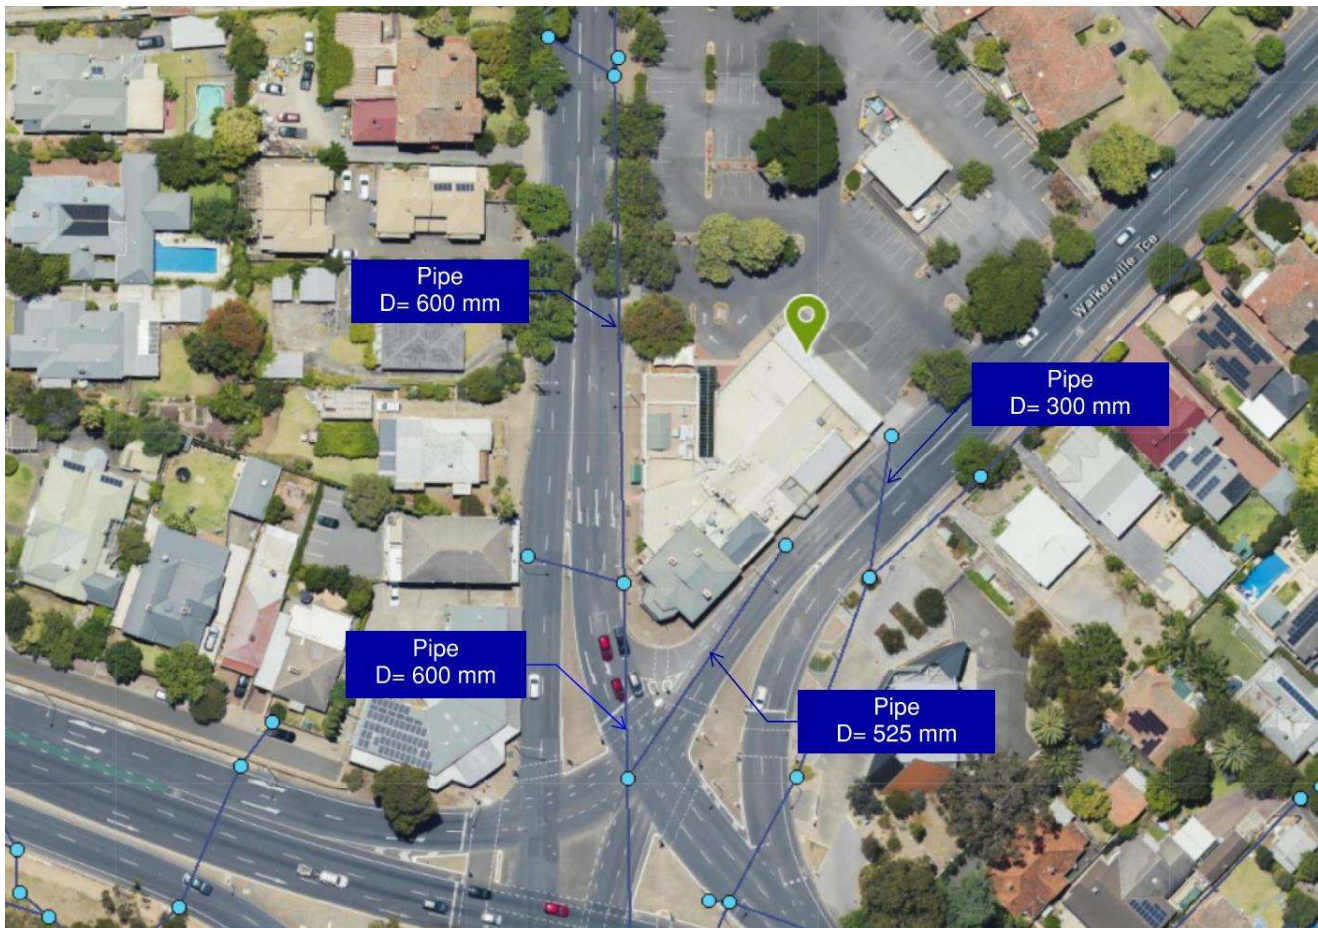 Pipe
D= 600 mm
Walkerville Tce
Pipe
D= 300 mm
Pipe
D= 600 mm
Pipe
D= 525 mm